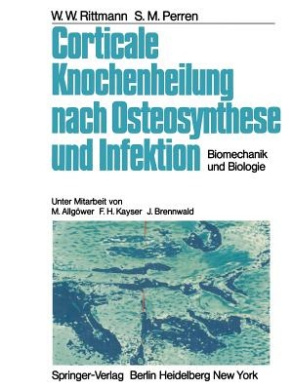 W. W. Rittmann S. M. Perren
Corticale
Knochenheilung
nach Osteosynthese
und Infektion
Biomechanik
und Biologie
Unter Mitarbeit von
M. Allgöwer F. H. Kayser J. Brennwald
Springer-Verlag Berlin Heidelberg New York